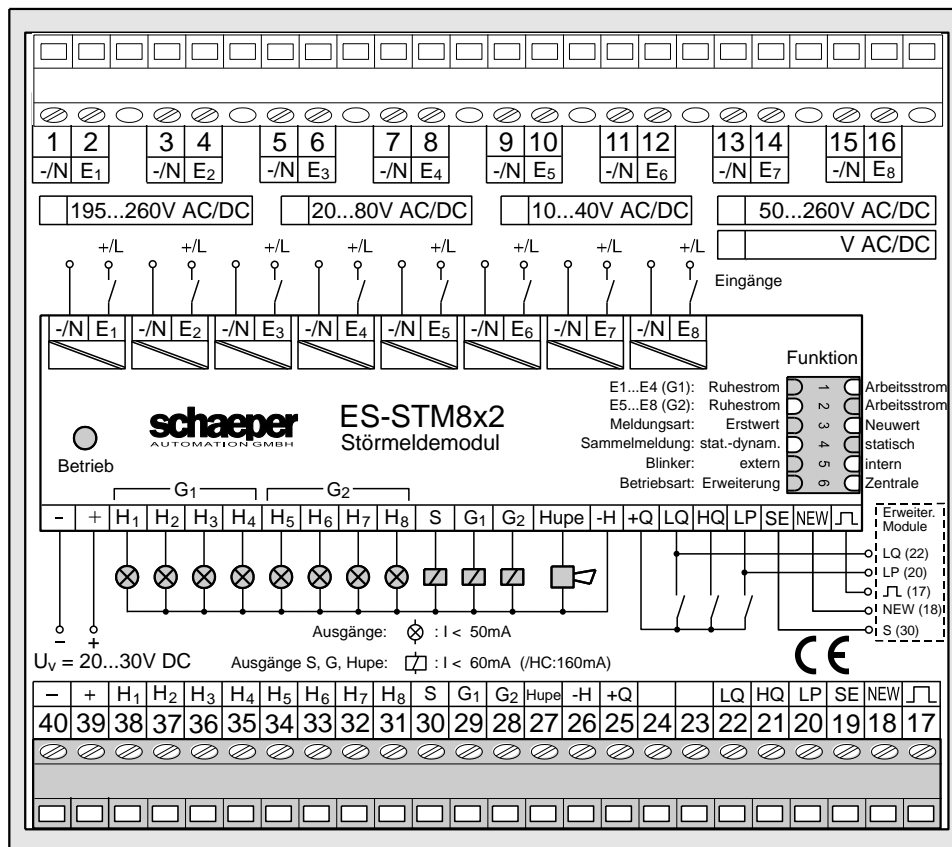 1 2 3 4 5 6 7 8 9 10 11 12 13 14 15 16
-/N E1 -/N E2 -/N E3 -/N E4 -/N E5 -/N E6 -/N E7 -/N E8
195...260V AC/DC 20...80V AC/DC 10...40V AC/DC 50...260V AC/DC
V AC/DC
+/L +/L +/L +/L +/L +/L +/L +/L
Eingänge
-/N E1 -/N E2 -/N E3 -/N E4 -/N E5 -/N E6 -/N E7 -/N E8
Funktion
E1...E4 (G1): Ruhestrom 1 Arbeitsstrom
E5...E8 (G2): Ruhestrom 2 Arbeitsstrom
Meldungsart: Erstwert 3 Neuwert
Sammelmeldung: stat.-dynam. 4 statisch
Blinker: extern 5 intern
Betriebsart: Erweiterung 6 Zentrale
schaeper
AUTOMATION GMBH
ES-STM8x2
Störmeldemodul
Betrieb
G1 G2
- + H1 H2 H3 H4 H5 H6 H7 H8 S G1 G2 Hupe -H +Q LQ HQ LP SE NEW
Erweiter.
Module
LQ (22)
LP (20)
(17)
NEW (18)
S (30)
- +
Uv = 20...30V DC
Ausgänge: : I < 50mA
Ausgänge S, G, Hupe: : I < 60mA (/HC:160mA)
CE
- + H1 H2 H3 H4 H5 H6 H7 H8 S G1 G2 Hupe -H +Q LQ HQ LP SE NEW
40 39 38 37 36 35 34 33 32 31 30 29 28 27 26 25 24 23 22 21 20 19 18 17